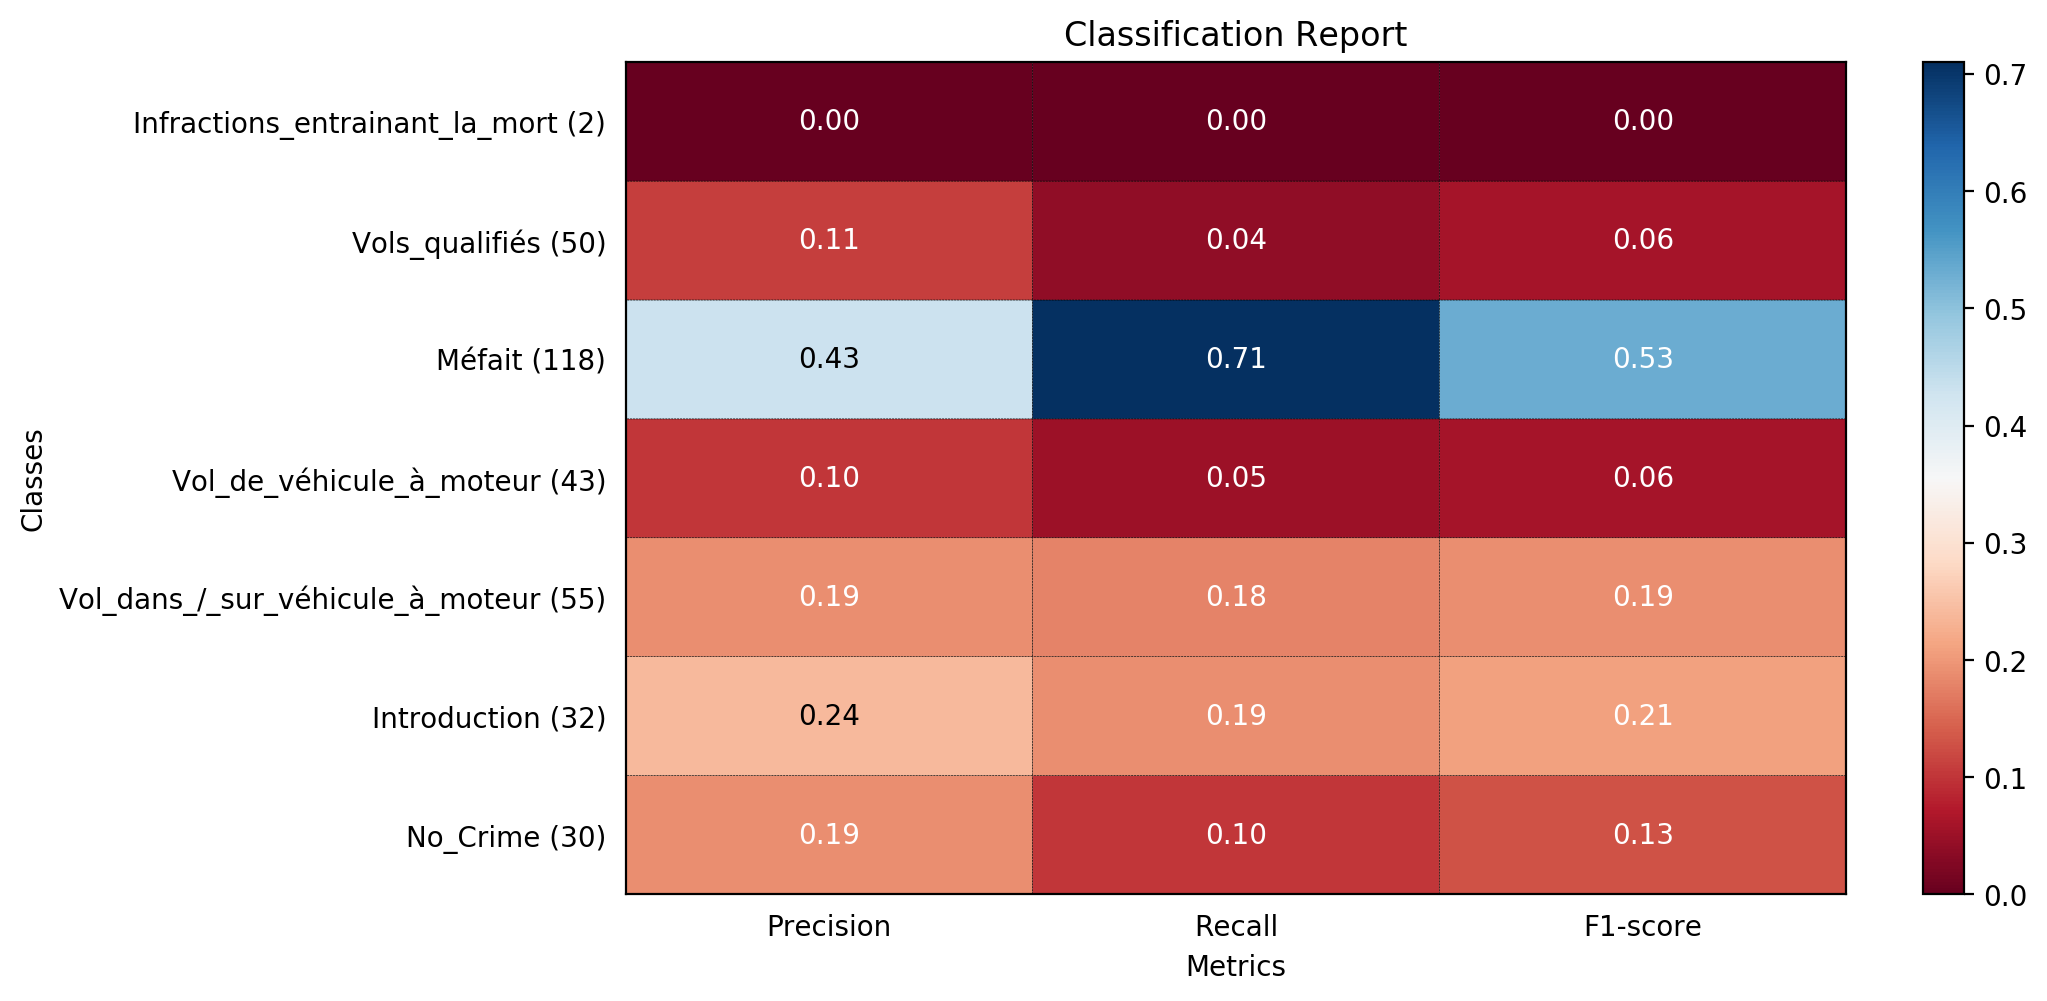 Classification Report
Infractions_entrainant_la_mort (2) 0.00 0.00 0.00
Vols_qualifiés (50) 0.11 0.04 0.06
Méfait (118) 0.43 0.71 0.53
Vol_de_véhicule_à_moteur (43) 0.10 0.05 0.06
Vol_dans_/_sur_véhicule_à_moteur (55) 0.19 0.18 0.19
Introduction (32) 0.24 0.19 0.21
No_Crime (30) 0.19 0.10 0.13
Classes
Precision Recall F1-score
Metrics
0.7
0.6
0.5
0.4
0.3
0.2
0.1
0.0